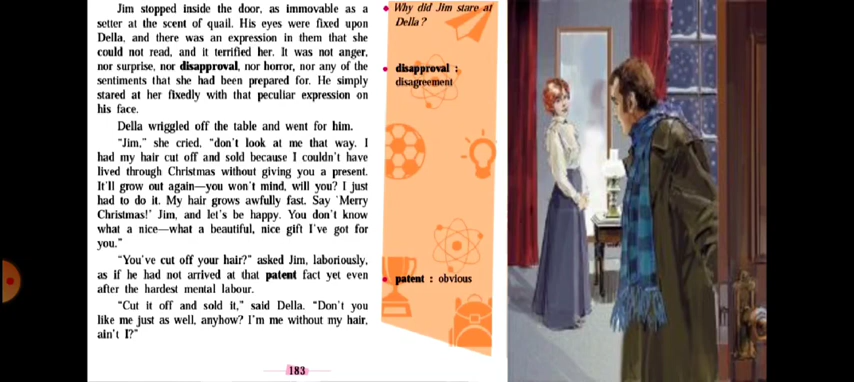 Jim stopped inside the door, as immovable as a
setter at the scent of quail. His eyes were fixed upon
Della, and there was an expression in them that she
could not read, and it terrified her. It was not anger,
nor surprise, nor disapproval, nor horror, nor any of the
sentiments that she had been prepared for. He simply
stared at her fixedly with that peculiar expression on
his face.
Della wriggled off the table and went for him.
"Jim," she cried, "don't look at me that way. I
had my hair cut off and sold because I couldn't have
lived through Christmas without giving you a present.
It'll grow out again—you won't mind, will you? I just
had to do it. My hair grows awfully fast. Say 'Merry
Christmas!' Jim, and let's be happy. You don't know
what a nice—what a beautiful, nice gift I've got for
you."
"You've cut off your hair?" asked Jim, laboriously,
as if he had not arrived at that patent fact yet even
after the hardest mental labour.
"Cut it off and sold it," said Della. "Don't you
like me just as well, anyhow? I'm me without my hair,
ain't I?"
183
Why did Jim stare at
Della?
disapproval :
disagreement
patent : obvious